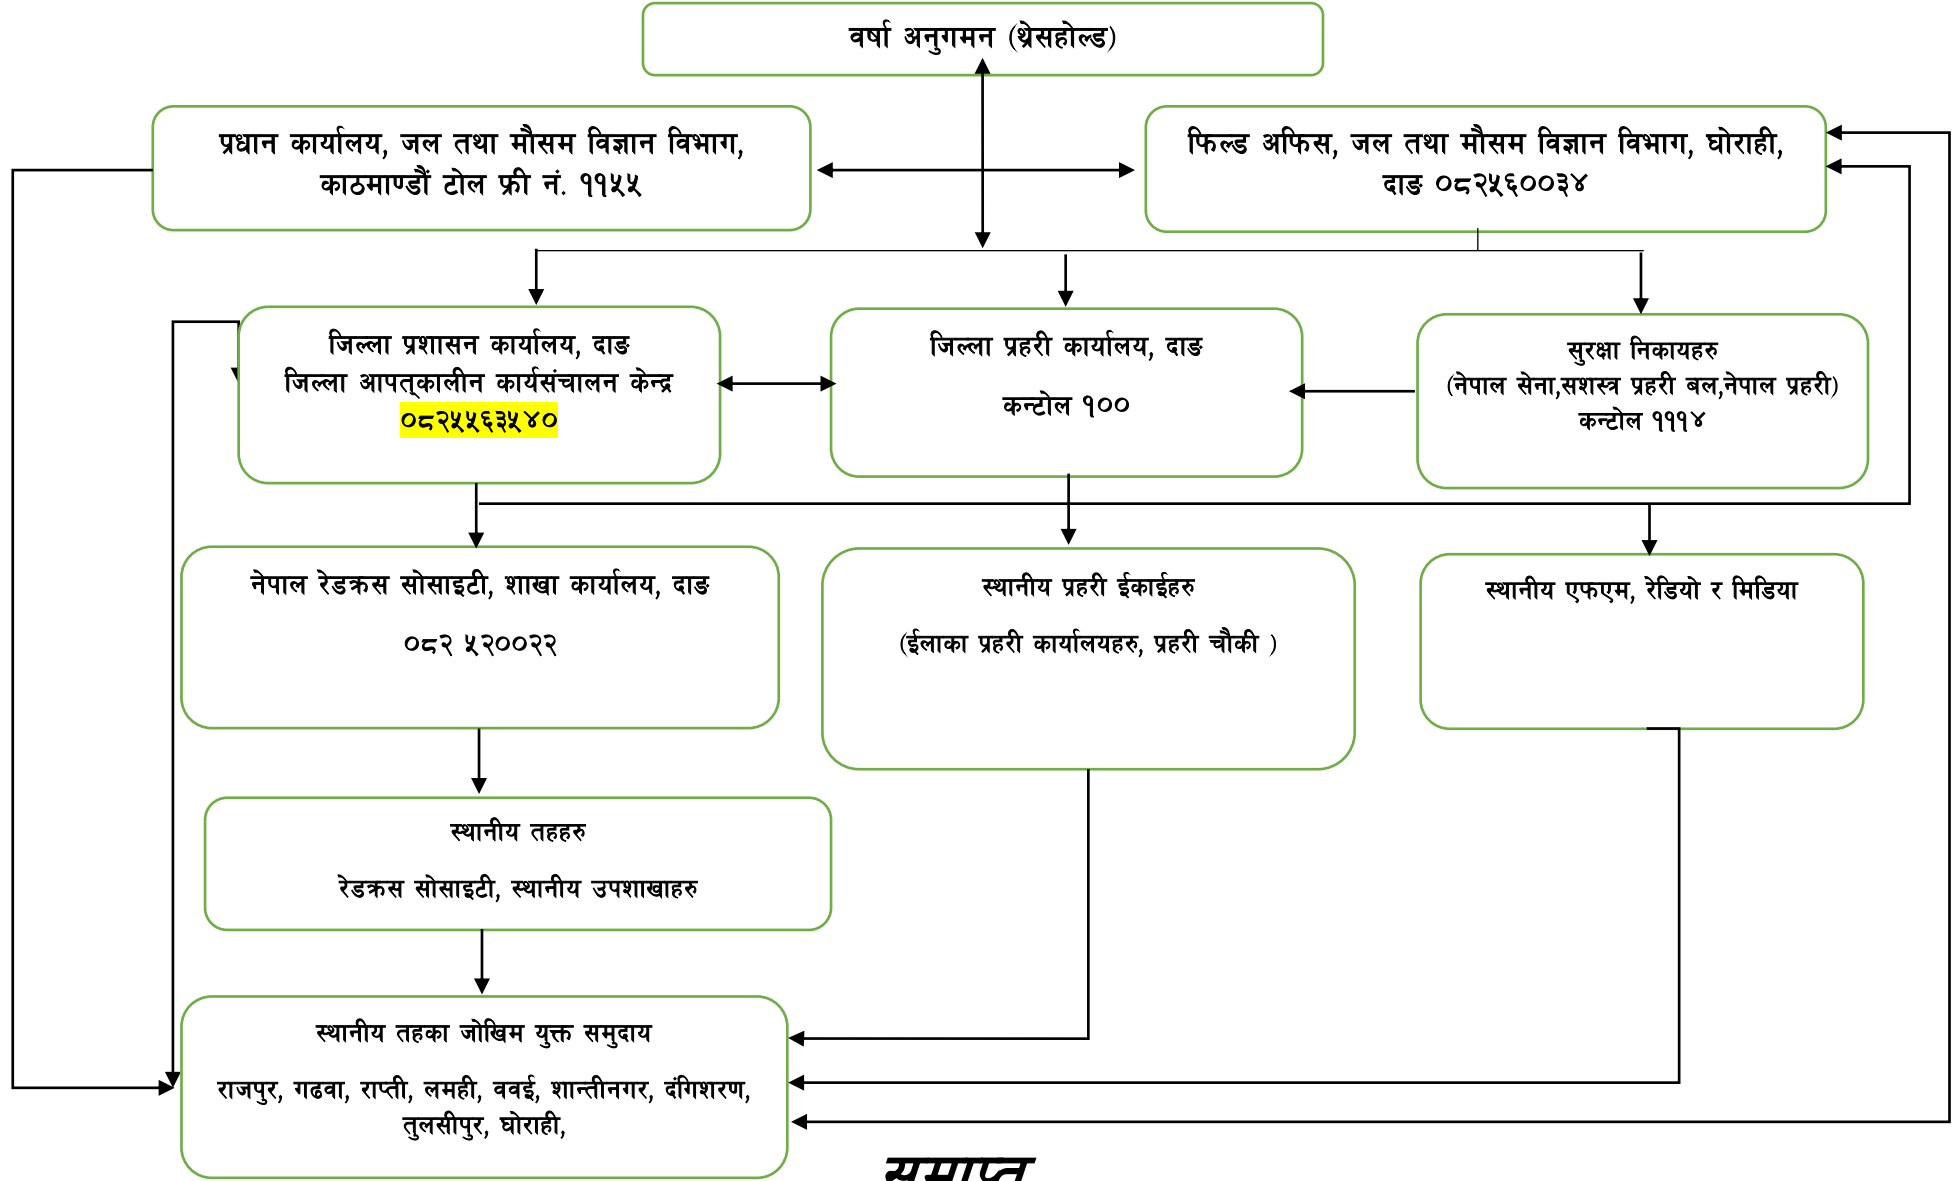 वर्षा अनुगमन (थ्रेसहोल्ड)
प्रधान कार्यालय, जल तथा मौसम विज्ञान विभाग,
काठमाण्डौं टोल फ्री नं. ११५५
फिल्ड अफिस, जल तथा मौसम विज्ञान विभाग, घोराही,
दाङ ०८२५६००३४
जिल्ला प्रशासन कार्यालय, दाङ
जिल्ला आपत्कालीन कार्यसंचालन केन्द्र
०८२५५६३५४०
जिल्ला प्रहरी कार्यालय, दाङ
कन्टोल १००
सुरक्षा निकायहरु
(नेपाल सेना,सशस्त्र प्रहरी बल,नेपाल प्रहरी)
कन्टोल १११४
नेपाल रेडक्रस सोसाइटी, शाखा कार्यालय, दाङ
०८२ ५२००२२
स्थानीय प्रहरी ईकाईहरु
(ईलाका प्रहरी कार्यालयहरु, प्रहरी चौकी )
स्थानीय एफएम, रेडियो र मिडिया
स्थानीय तहहरु
रेडक्रस सोसाइटी, स्थानीय उपशाखाहरु
स्थानीय तहका जोखिम युक्त समुदाय
राजपुर, गढवा, राप्ती, लमही, ववई, शान्तीनगर, दंगिशरण,
तुलसीपुर, घोराही,
समाप्त